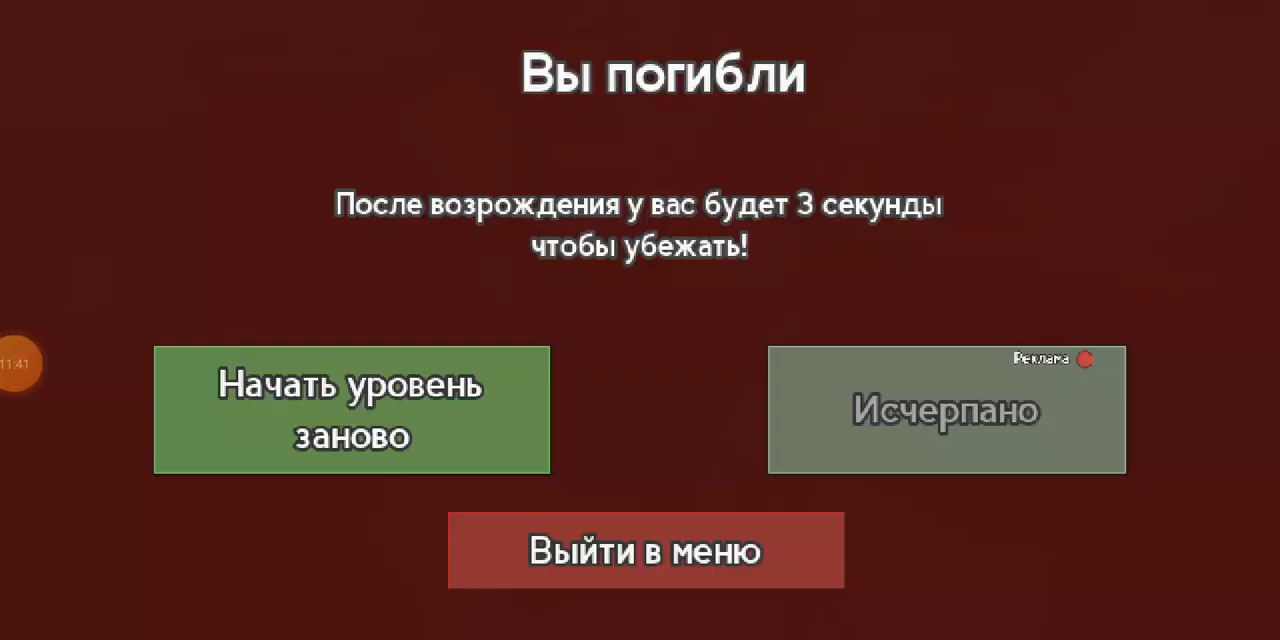 Вы погибли
После возрождения у вас будет 3 секунды
чтобы убежать!
11:41
Начать уровень
заново
Реклама
Исчерпано
Выйти в меню